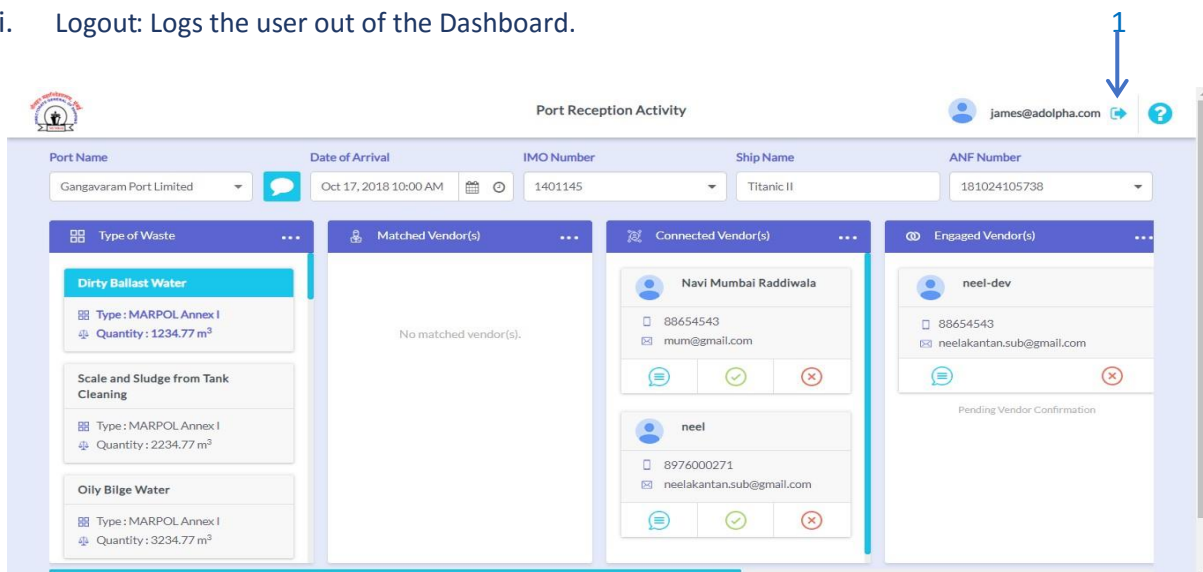 i. Logout: Logs the user out of the Dashboard.
1
Port Reception Activity
james@adolpha.com
?
Port Name
Date of Arrival
IMO Number
Ship Name
ANF Number
Gangavaram Port Limited
Oct 17, 2018 10:00 AM
1401145
Titanic II
181024105738
Type of Waste ...
Matched Vendor(s) ...
Connected Vendor(s) ...
Engaged Vendor(s) ...
Dirty Ballast Water
Type : MARPOL Annex I
Quantity : 1234.77 m³
Scale and Sludge from Tank
Cleaning
Type : MARPOL Annex I
Quantity : 2234.77 m³
Oily Bilge Water
Type : MARPOL Annex I
Quantity : 3234.77 m³
No matched vendor(s).
Navi Mumbai Raddiwala
88654543
mum@gmail.com
neel
8976000271
neelakantan.sub@gmail.com
neel-dev
88654543
neelakantan.sub@gmail.com
Pending Vendor Confirmation